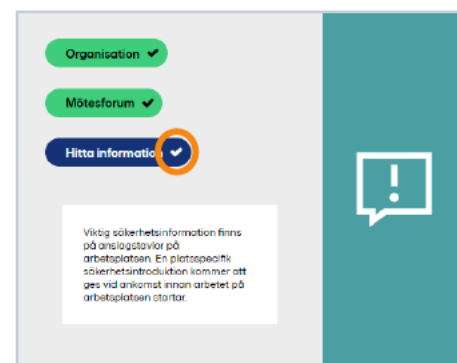 Organisation
Mötesforum
Hitta information
Viktig säkerhetsinformation finns
på anslagstavlor på
arbetsplatsen. En platsspecifik
säkerhetsintroduktion kommer att
ges vid ankomst innan arbetet på
arbetsplatsen startar.